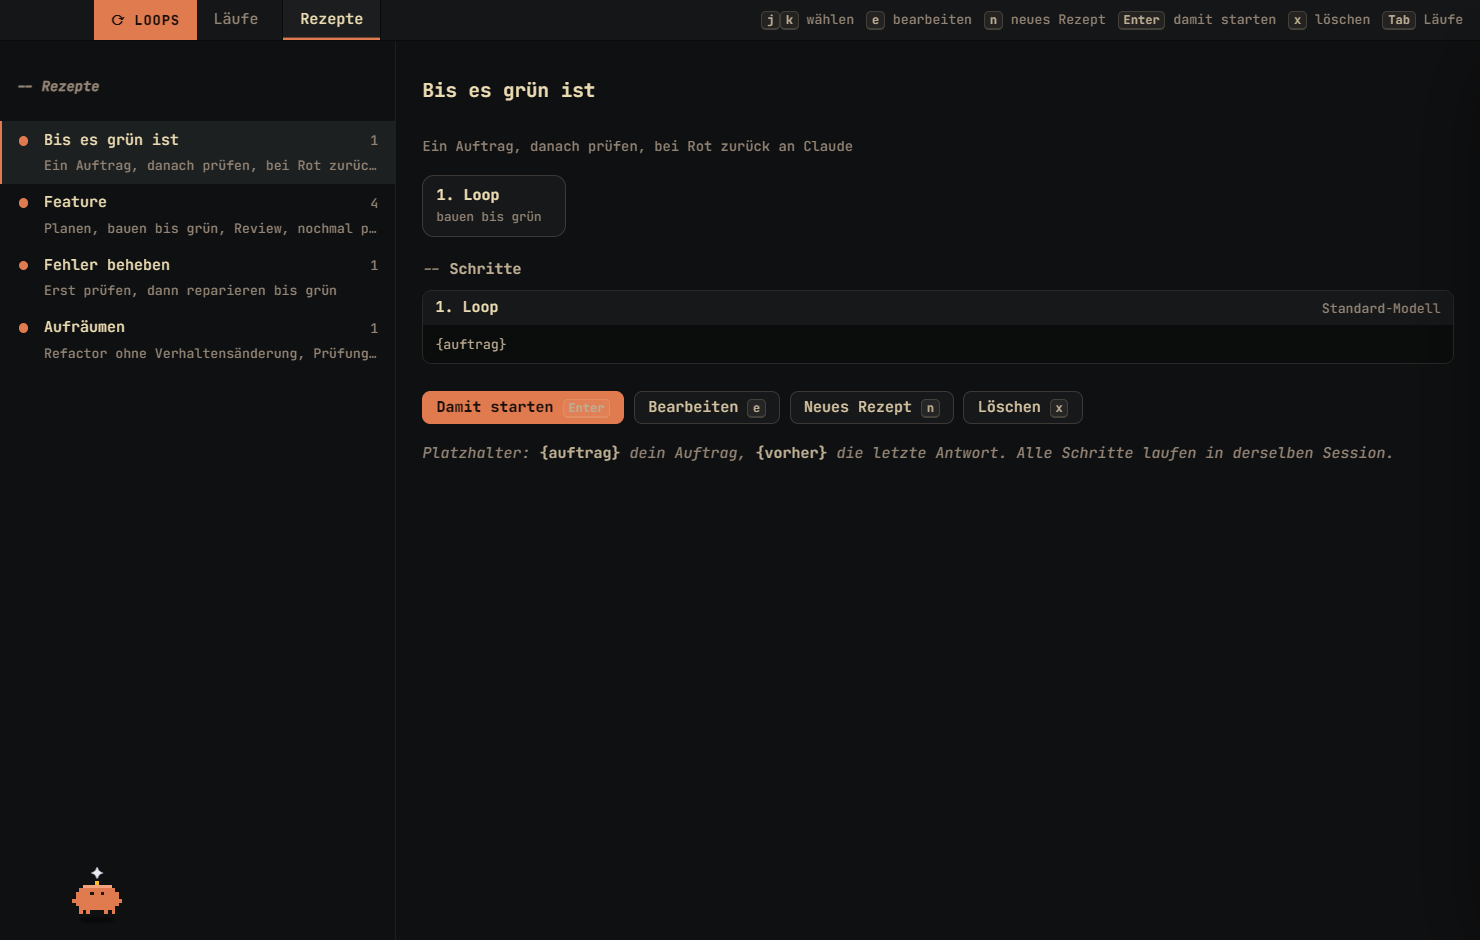 LOOPS Läufe Rezepte j k wählen e bearbeiten n neues Rezept Enter damit starten x löschen Tab Läufe
—— Rezepte
Bis es grün ist 1
Ein Auftrag, danach prüfen, bei Rot zurüc…
Feature 4
Planen, bauen bis grün, Review, nochmal p…
Fehler beheben 1
Erst prüfen, dann reparieren bis grün
Aufräumen 1
Refactor ohne Verhaltensänderung, Prüfung…
Bis es grün ist
Ein Auftrag, danach prüfen, bei Rot zurück an Claude
1. Loop
bauen bis grün
—— Schritte
1. Loop Standard-Modell
{auftrag}
Damit starten Enter Bearbeiten e Neues Rezept n Löschen x
Platzhalter: {auftrag} dein Auftrag, {vorher} die letzte Antwort. Alle Schritte laufen in derselben Session.